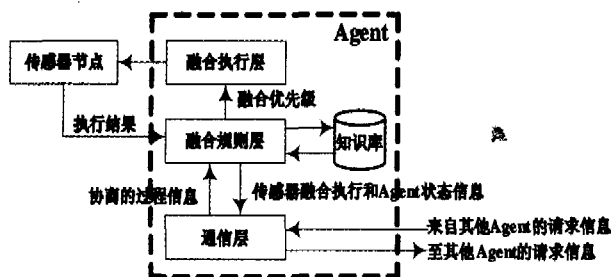 Agent
传感器节点
融合执行层
融合优先级
执行结果
融合规则层
知识库
协商的过程信息
传感器融合执行和Agent状态信息
通信层
来自其他Agent的请求信息
至其他Agent的请求信息